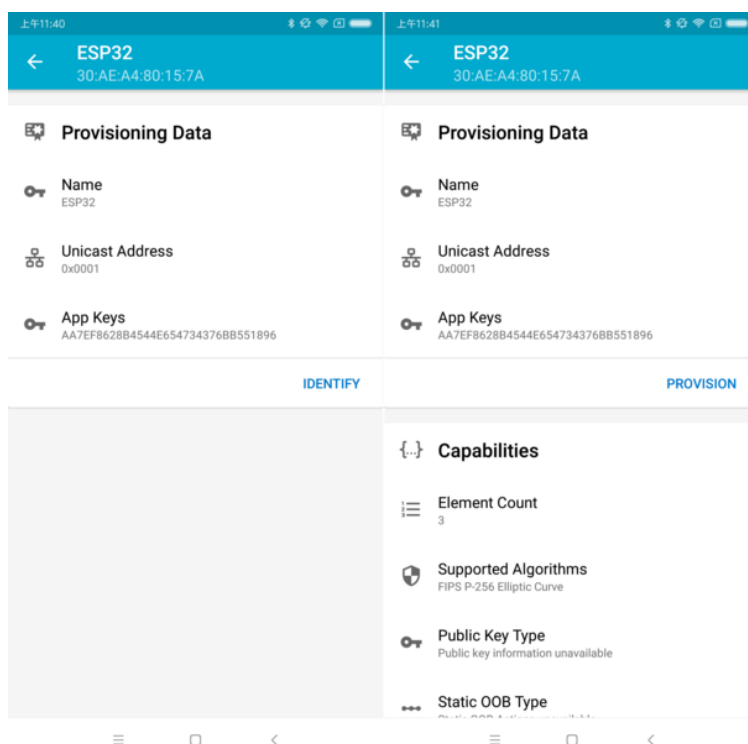 上午11:40
ESP32
30:AE:A4:80:15:7A
Provisioning Data
Name
ESP32
Unicast Address
0x0001
App Keys
AA7EF8628B4544E654734376BB551896
IDENTIFY
上午11:41
ESP32
30:AE:A4:80:15:7A
Provisioning Data
Name
ESP32
Unicast Address
0x0001
App Keys
AA7EF8628B4544E654734376BB551896
PROVISION
{...} Capabilities
Element Count
3
Supported Algorithms
FIPS P-256 Elliptic Curve
Public Key Type
Public key information unavailable
Static OOB Type